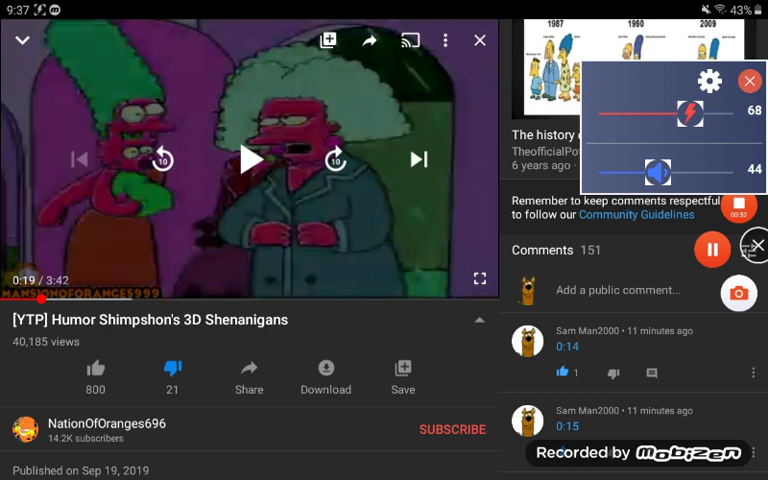 9:37
43%
10
10
0:19 / 3:42
MANSIONOFORANGES999
[YTP] Humor Shimpshon's 3D Shenanigans
40,185 views
800
21
Share
Download
Save
NationOfOranges696
14.2K subscribers
SUBSCRIBE
Published on Sep 19, 2019
1987
1990
2009
68
44
The history
TheofficialPo
6 years ago
Remember to keep comments respectful
to follow our Community Guidelines
00:52
Comments 151
Add a public comment...
Sam Man2000 • 11 minutes ago
0:14
1
Sam Man2000 • 11 minutes ago
0:15
Recorded by mobizen